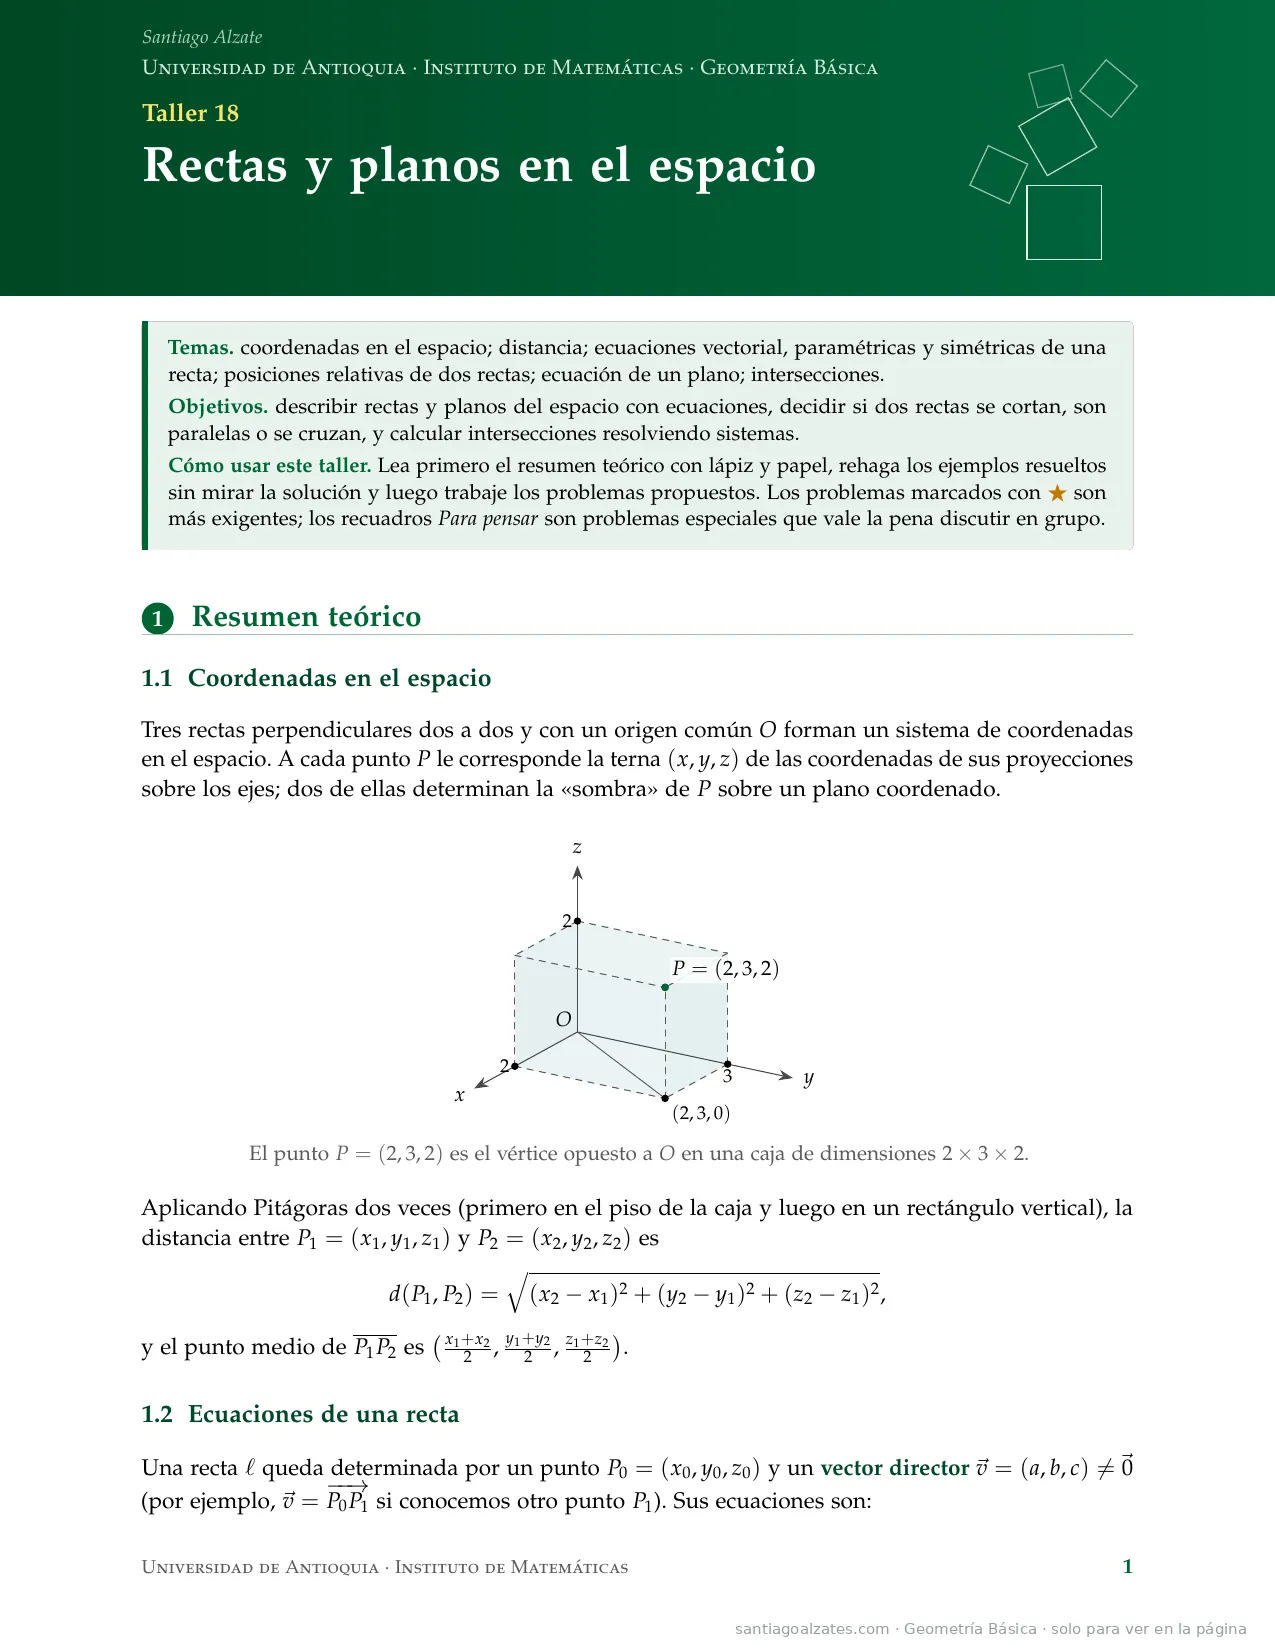 Santiago Alzate
Universidad de Antioquia · Instituto de Matemáticas · Geometría Básica
Taller 18
Rectas y planos en el espacio
Temas. coordenadas en el espacio; distancia; ecuaciones vectorial, paramétricas y simétricas de una
recta; posiciones relativas de dos rectas; ecuación de un plano; intersecciones.
Objetivos. describir rectas y planos del espacio con ecuaciones, decidir si dos rectas se cortan, son
paralelas o se cruzan, y calcular intersecciones resolviendo sistemas.
Cómo usar este taller. Lea primero el resumen teórico con lápiz y papel, rehaga los ejemplos resueltos
sin mirar la solución y luego trabaje los problemas propuestos. Los problemas marcados con ★ son
más exigentes; los recuadros Para pensar son problemas especiales que vale la pena discutir en grupo.
1 Resumen teórico
1.1 Coordenadas en el espacio
Tres rectas perpendiculares dos a dos y con un origen común O forman un sistema de coordenadas
en el espacio. A cada punto P le corresponde la terna (x, y, z) de las coordenadas de sus proyecciones
sobre los ejes; dos de ellas determinan la «sombra» de P sobre un plano coordenado.
z
2
P = (2, 3, 2)
O
2
3
x
y
(2, 3, 0)
El punto P = (2, 3, 2) es el vértice opuesto a O en una caja de dimensiones 2 × 3 × 2.
Aplicando Pitágoras dos veces (primero en el piso de la caja y luego en un rectángulo vertical), la
distancia entre P₁ = (x₁, y₁, z₁) y P₂ = (x₂, y₂, z₂) es
d(P₁, P₂) = √((x₂ − x₁)² + (y₂ − y₁)² + (z₂ − z₁)²),
y el punto medio de P₁P₂ es ((x₁+x₂)/2, (y₁+y₂)/2, (z₁+z₂)/2).
1.2 Ecuaciones de una recta
Una recta ℓ queda determinada por un punto P₀ = (x₀, y₀, z₀) y un vector director v⃗ = (a, b, c) ≠ 0⃗
(por ejemplo, v⃗ = P₀P₁ si conocemos otro punto P₁). Sus ecuaciones son:
Universidad de Antioquia · Instituto de Matemáticas
1
santiagoalzates.com · Geometría Básica · solo para ver en la página